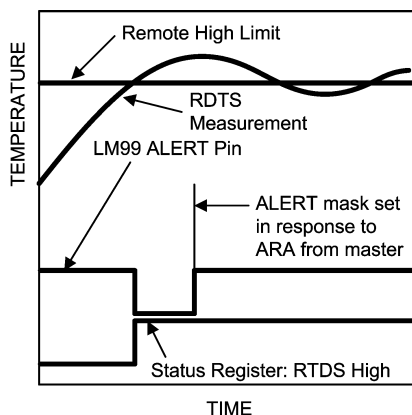 Remote High Limit
TEMPERATURE
RDTS
Measurement
LM99 ALERT Pin
ALERT mask set
in response to
ARA from master
Status Register: RTDS High
TIME